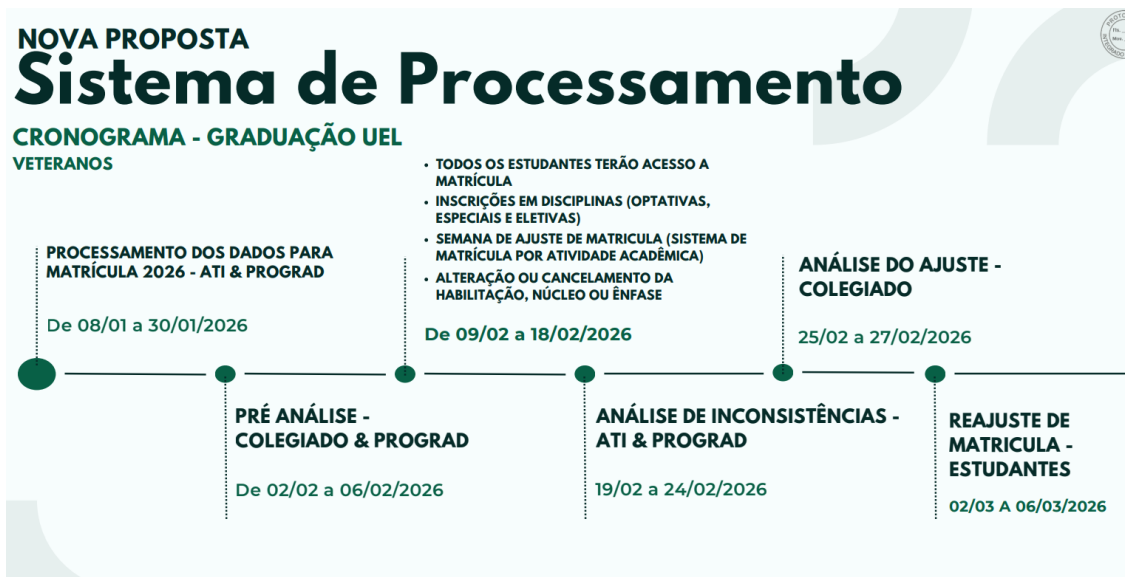 NOVA PROPOSTA
Sistema de Processamento
CRONOGRAMA - GRADUAÇÃO UEL
VETERANOS
PROCESSAMENTO DOS DADOS PARA
MATRÍCULA 2026 - ATI & PROGRAD
De 08/01 a 30/01/2026
PRÉ ANÁLISE -
COLEGIADO & PROGRAD
De 02/02 a 06/02/2026
• TODOS OS ESTUDANTES TERÃO ACESSO A
MATRÍCULA
• INSCRIÇÕES EM DISCIPLINAS (OPTATIVAS,
ESPECIAIS E ELETIVAS)
• SEMANA DE AJUSTE DE MATRICULA (SISTEMA DE
MATRÍCULA POR ATIVIDADE ACADÊMICA)
• ALTERAÇÃO OU CANCELAMENTO DA
HABILITAÇÃO, NÚCLEO OU ÊNFASE
De 09/02 a 18/02/2026
ANÁLISE DE INCONSISTÊNCIAS -
ATI & PROGRAD
19/02 a 24/02/2026
ANÁLISE DO AJUSTE -
COLEGIADO
25/02 a 27/02/2026
REAJUSTE DE
MATRICULA -
ESTUDANTES
02/03 A 06/03/2026